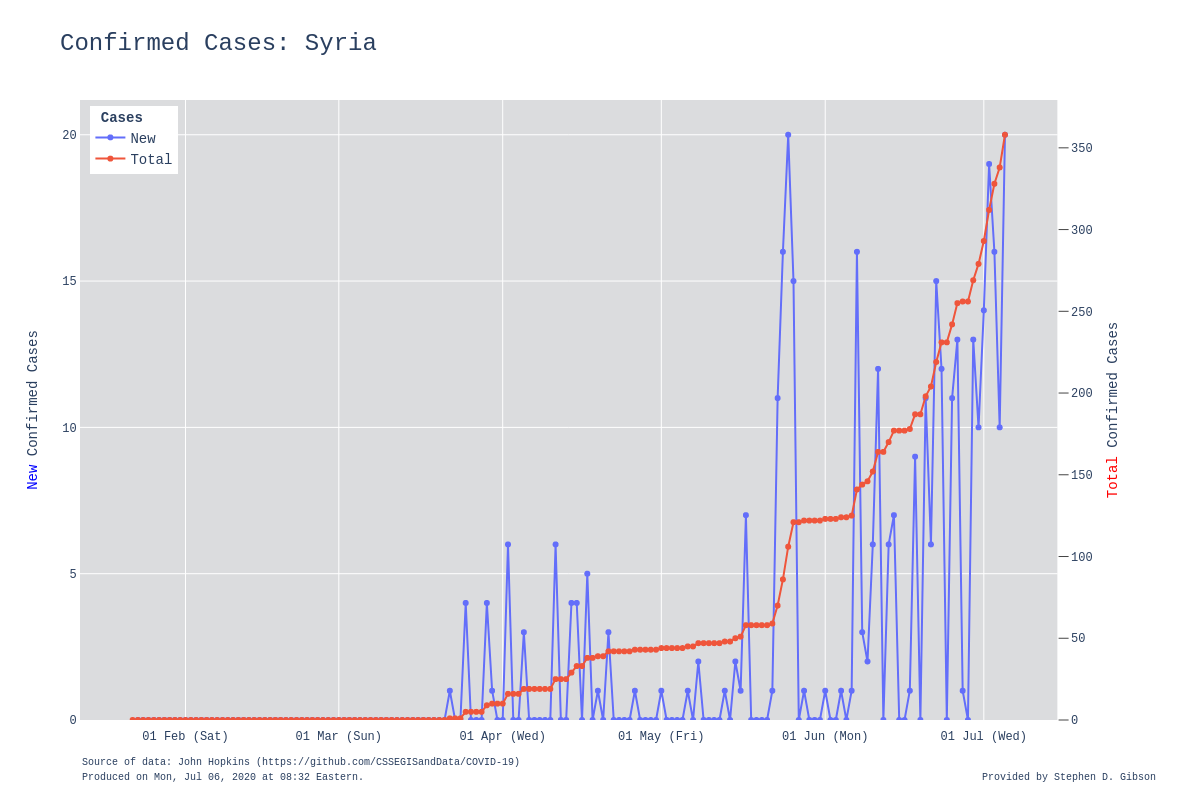 Confirmed Cases: Syria
Cases
New
Total
20
15
10
5
0
350
300
250
200
150
100
50
0
New Confirmed Cases
Total Confirmed Cases
01 Feb (Sat) 01 Mar (Sun) 01 Apr (Wed) 01 May (Fri) 01 Jun (Mon) 01 Jul (Wed)
Source of data: John Hopkins (https://github.com/CSSEGISandData/COVID-19)
Produced on Mon, Jul 06, 2020 at 08:32 Eastern.
Provided by Stephen D. Gibson